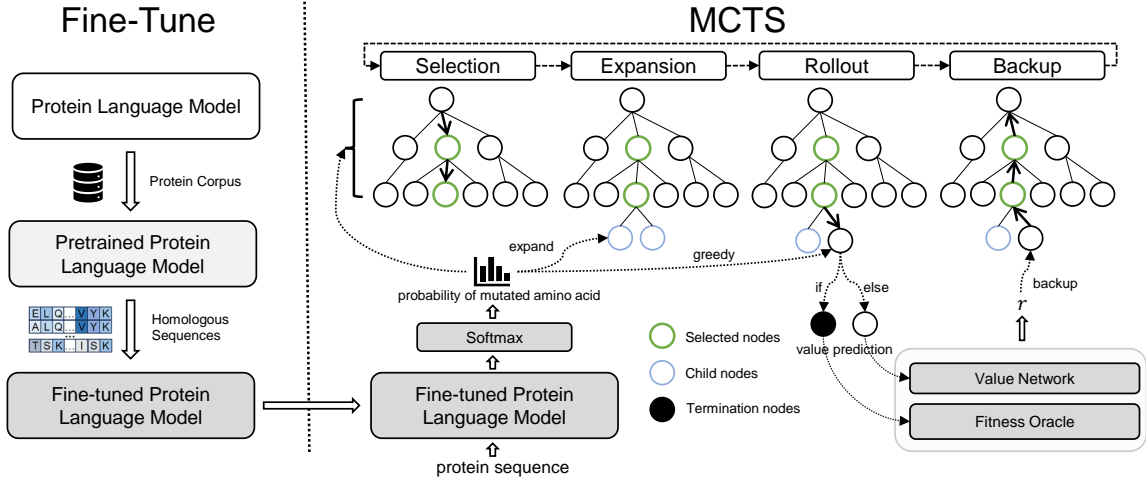 Fine-Tune
Protein Language Model
Protein Corpus
Pretrained Protein
Language Model
E L Q ... V Y K
A L Q ... V Y K
...
T S K ... I S K
Homologous
Sequences
Fine-tuned Protein
Language Model
MCTS
Selection
Expansion
Rollout
Backup
expand
greedy
probability of mutated amino acid
Softmax
Fine-tuned Protein
Language Model
protein sequence
Selected nodes
Child nodes
Termination nodes
if
else
value prediction
backup
r
Value Network
Fitness Oracle